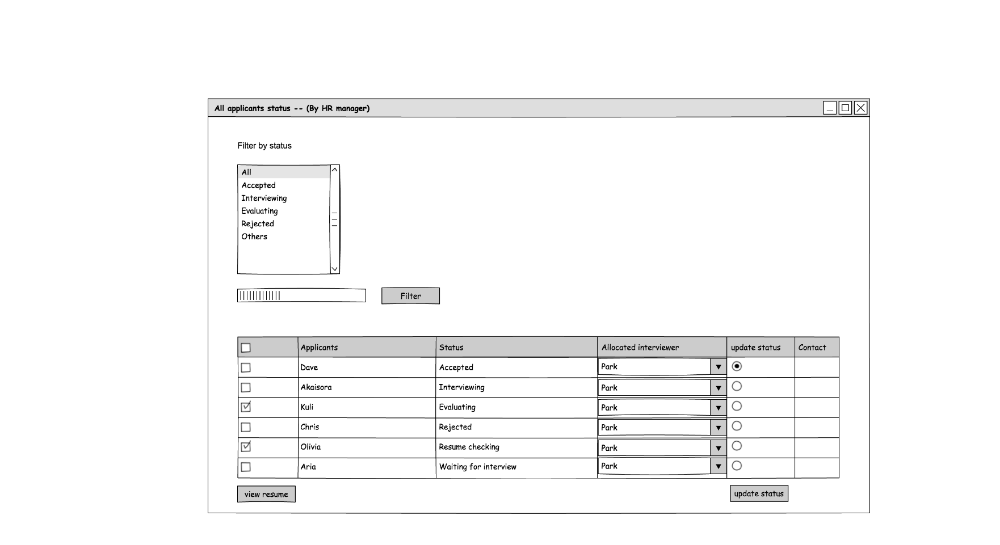 All applicants status -- (By HR manager)
Filter by status
All
Accepted
Interviewing
Evaluating
Rejected
Others
Filter
Applicants Status Allocated interviewer update status Contact
Dave Accepted Park
Akaisora Interviewing Park
Kuli Evaluating Park
Chris Rejected Park
Olivia Resume checking Park
Aria Waiting for interview Park
view resume update status